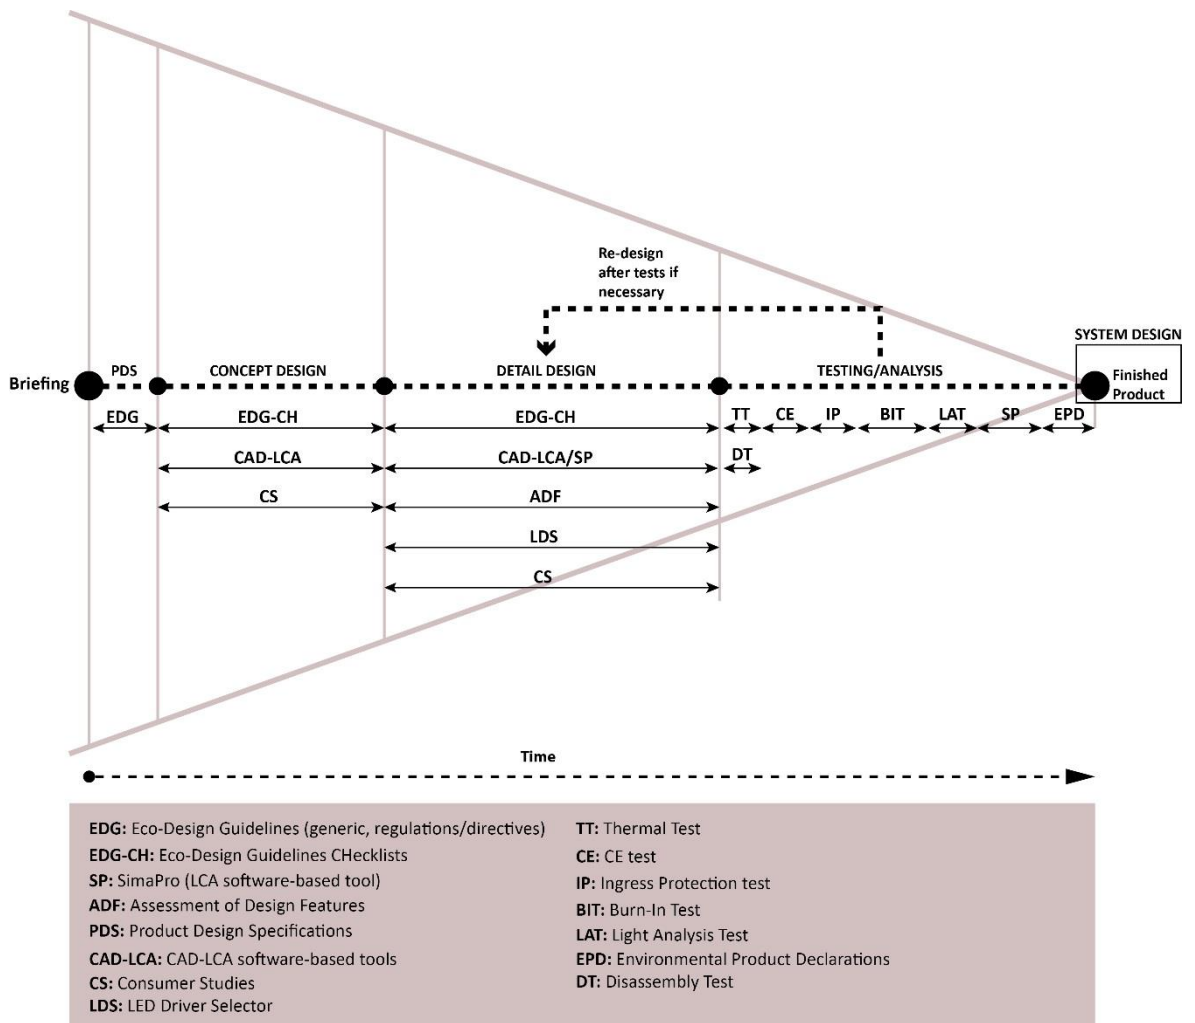 Re-design
after tests if
necessary
SYSTEM DESIGN
Briefing
PDS
CONCEPT DESIGN
DETAIL DESIGN
TESTING/ANALYSIS
Finished
Product
EDG
EDG-CH
EDG-CH
TT
CE
IP
BIT
LAT
SP
EPD
CAD-LCA
CAD-LCA/SP
DT
CS
ADF
LDS
CS
Time
EDG: Eco-Design Guidelines (generic, regulations/directives)
EDG-CH: Eco-Design Guidelines CHecklists
SP: SimaPro (LCA software-based tool)
ADF: Assessment of Design Features
PDS: Product Design Specifications
CAD-LCA: CAD-LCA software-based tools
CS: Consumer Studies
LDS: LED Driver Selector
TT: Thermal Test
CE: CE test
IP: Ingress Protection test
BIT: Burn-In Test
LAT: Light Analysis Test
EPD: Environmental Product Declarations
DT: Disassembly Test